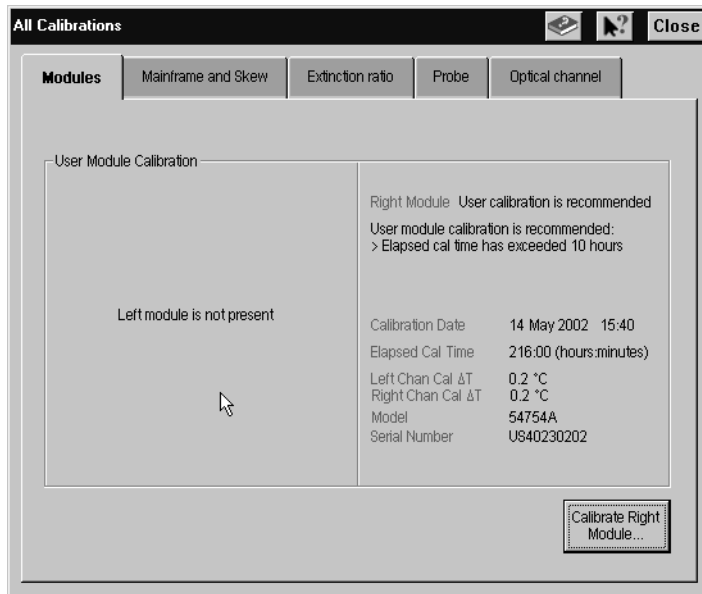 All Calibrations
? ? Close
Modules Mainframe and Skew Extinction ratio Probe Optical channel
User Module Calibration
Right Module User calibration is recommended
User module calibration is recommended:
> Elapsed cal time has exceeded 10 hours
Left module is not present
Calibration Date 14 May 2002 15:40
Elapsed Cal Time 216:00 (hours:minutes)
Left Chan Cal ΔT 0.2 °C
Right Chan Cal ΔT 0.2 °C
Model 54754A
Serial Number US40230202
Calibrate Right
Module...